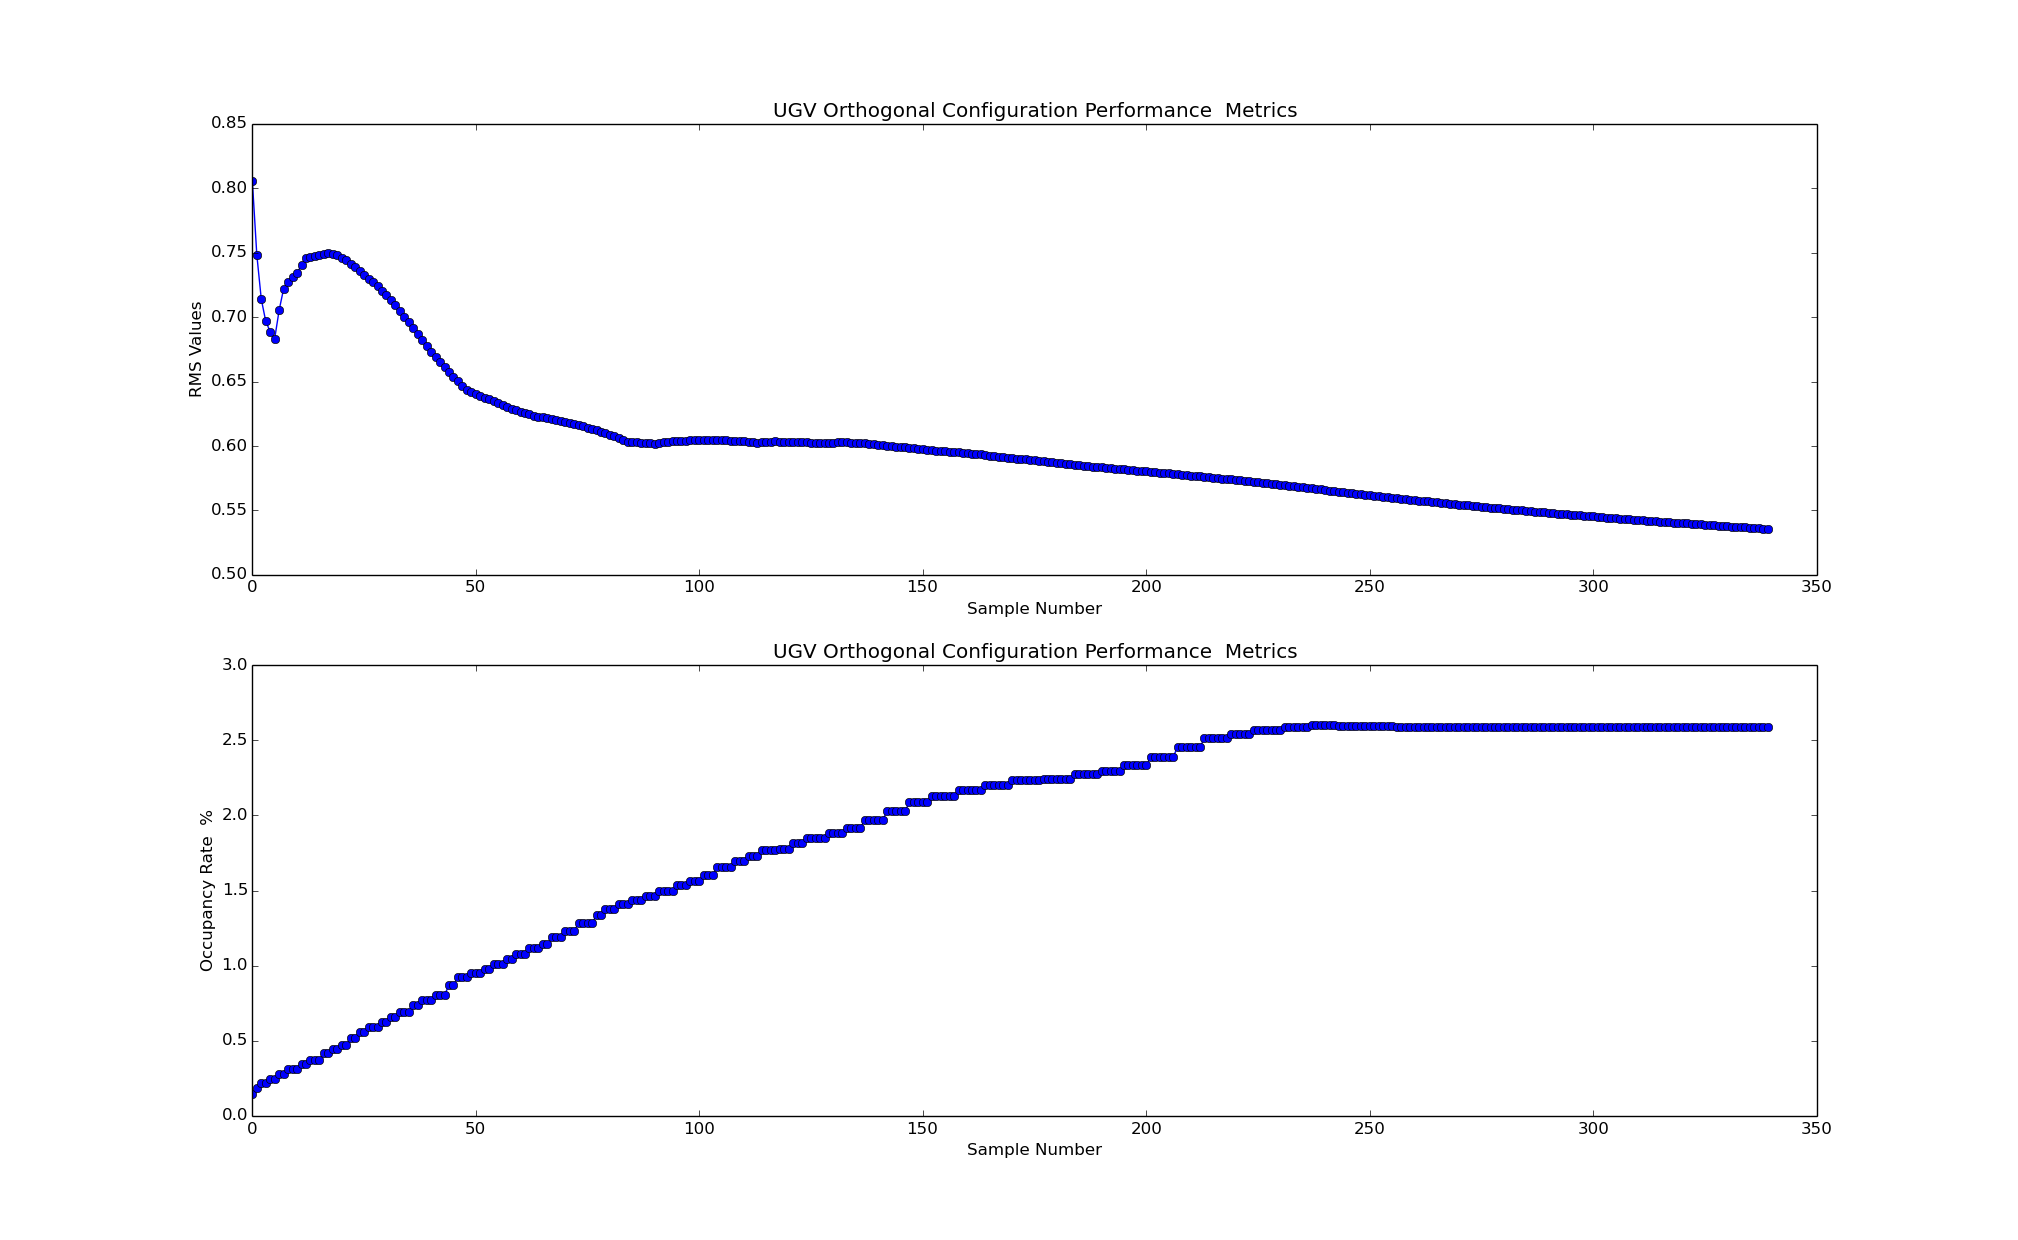 UGV Orthogonal Configuration Performance  Metrics
0.85
0.80
0.75
0.70
0.65
0.60
0.55
0.50
RMS Values
0 50 100 150 200 250 300 350
Sample Number
UGV Orthogonal Configuration Performance  Metrics
3.0
2.5
2.0
1.5
1.0
0.5
0.0
Occupancy Rate  %
0 50 100 150 200 250 300 350
Sample Number